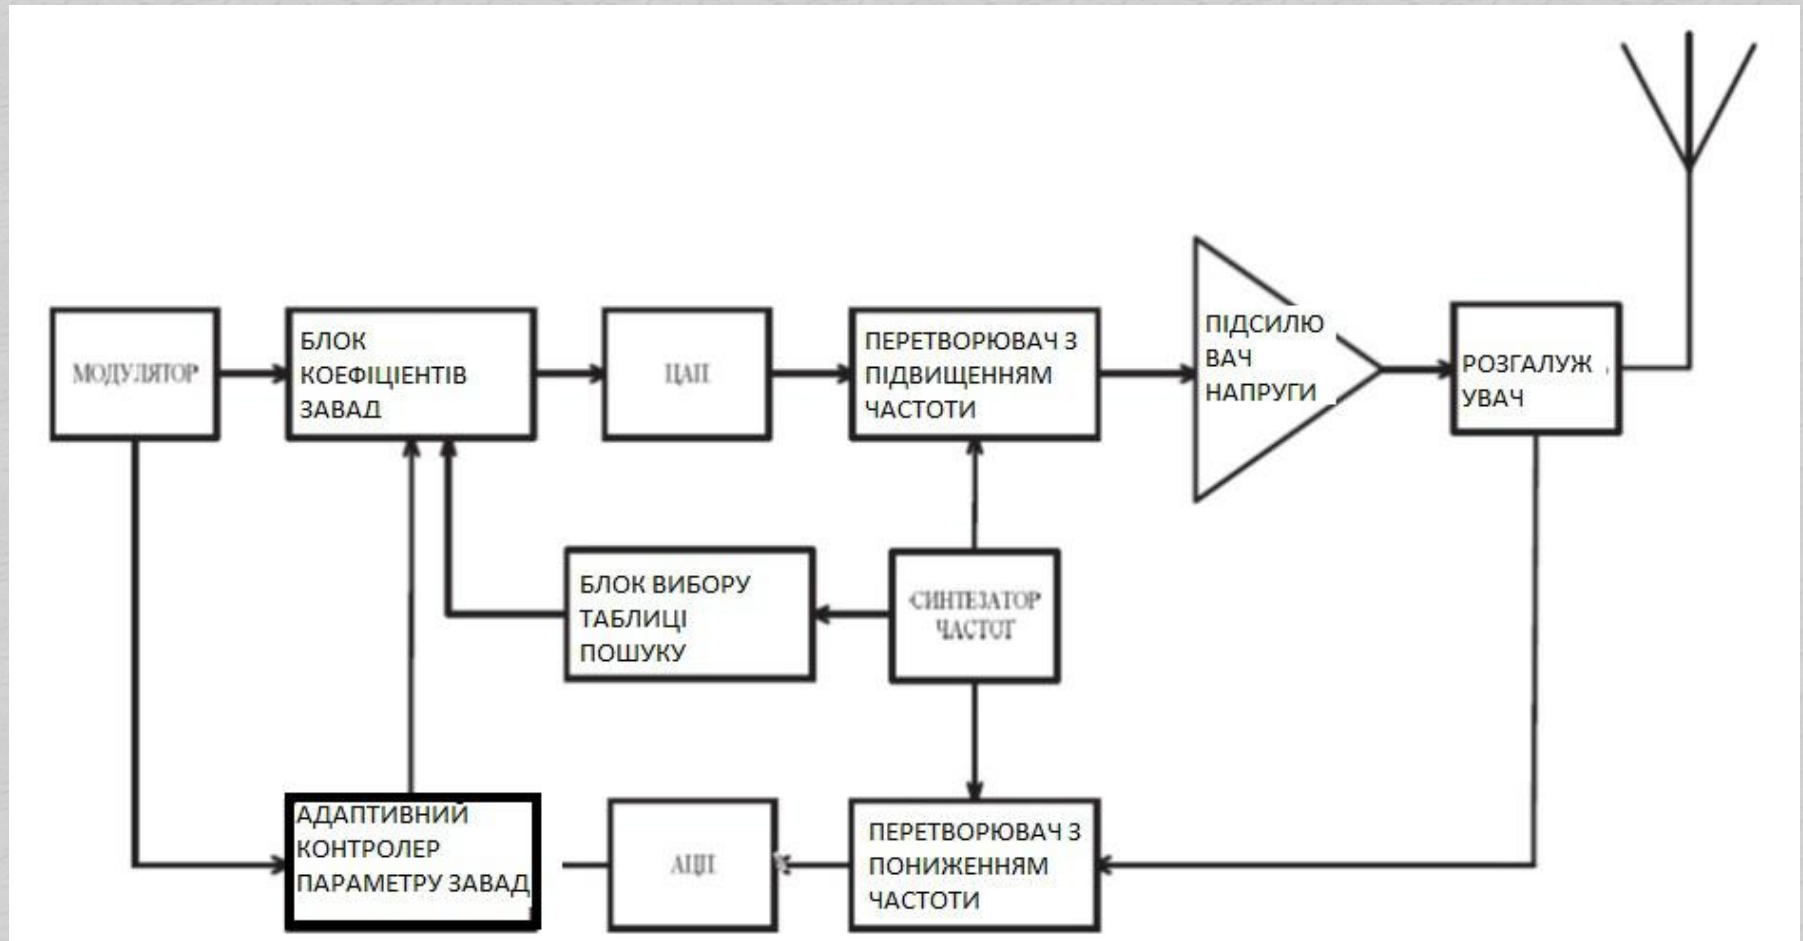 МОДУЛЯТОР
БЛОК
КОЕФІЦІЄНТІВ
ЗАВАД
ЦАП
ПЕРЕТВОРЮВАЧ З
ПІДВИЩЕННЯМ
ЧАСТОТИ
ПІДСИЛЮ
ВАЧ
НАПРУГИ
РОЗГАЛУЖ
УВАЧ
БЛОК ВИБОРУ
ТАБЛИЦІ
ПОШУКУ
СИНТЕЗАТОР
ЧАСТОТ
АДАПТИВНИЙ
КОНТРОЛЕР
ПАРАМЕТРУ ЗАВАД
АЦП
ПЕРЕТВОРЮВАЧ З
ПОНИЖЕННЯМ
ЧАСТОТИ